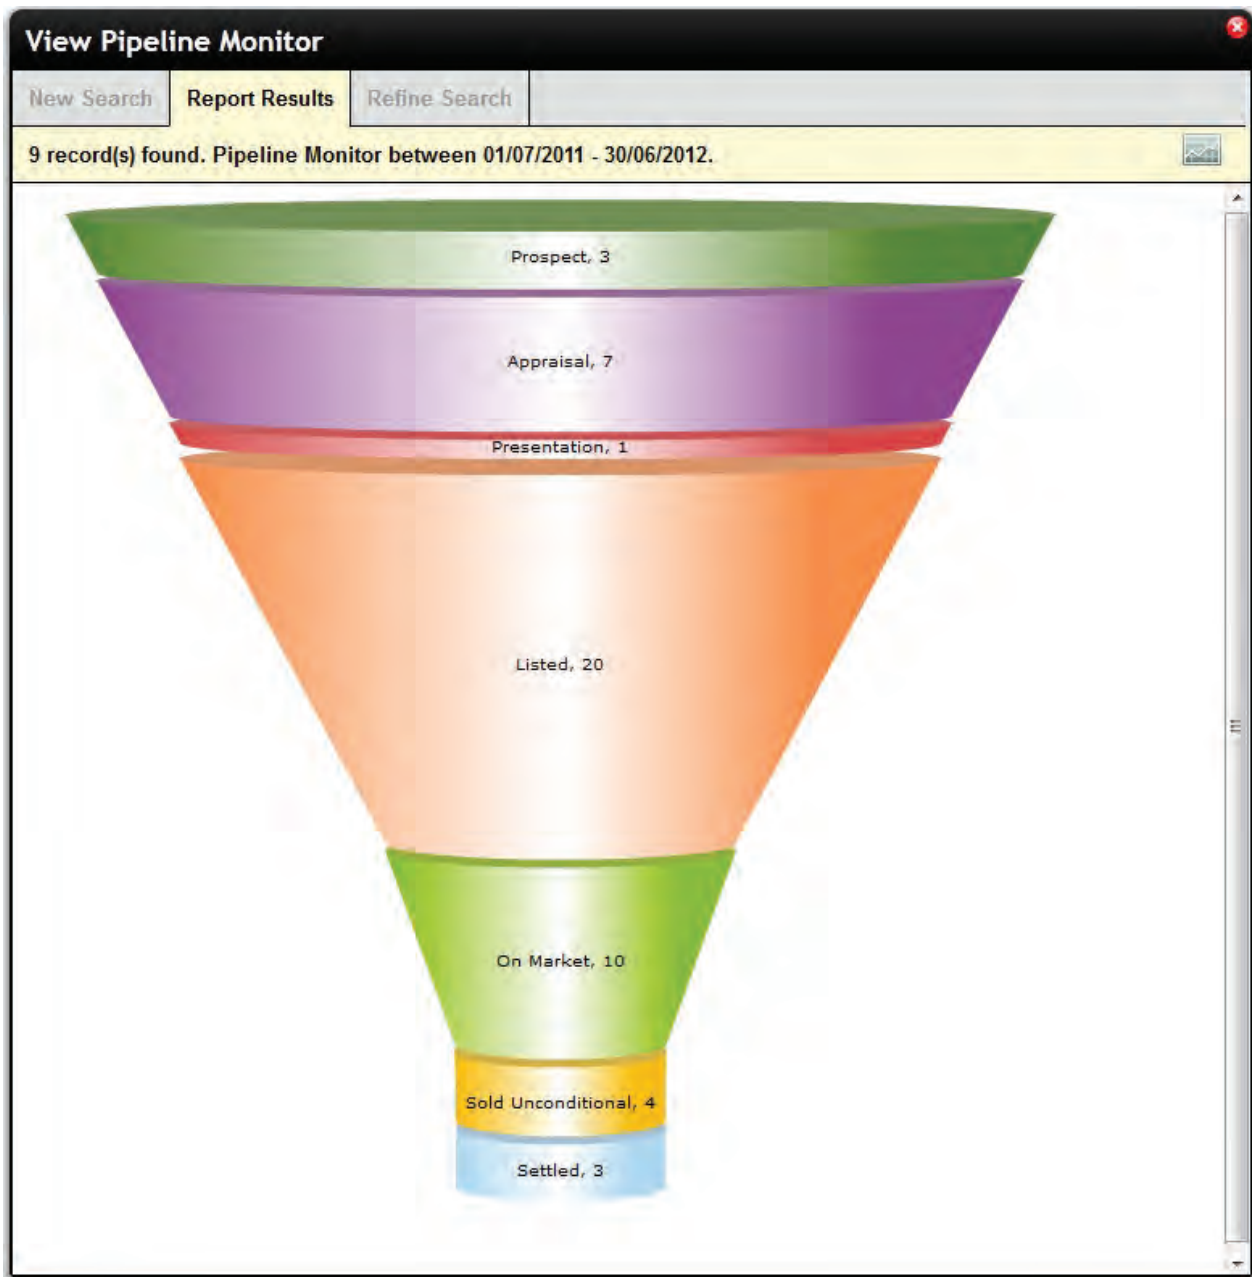 View Pipeline Monitor
New Search Report Results Refine Search
9 record(s) found. Pipeline Monitor between 01/07/2011 - 30/06/2012.
Prospect, 3
Appraisal, 7
Presentation, 1
Listed, 20
On Market, 10
Sold Unconditional, 4
Settled, 3